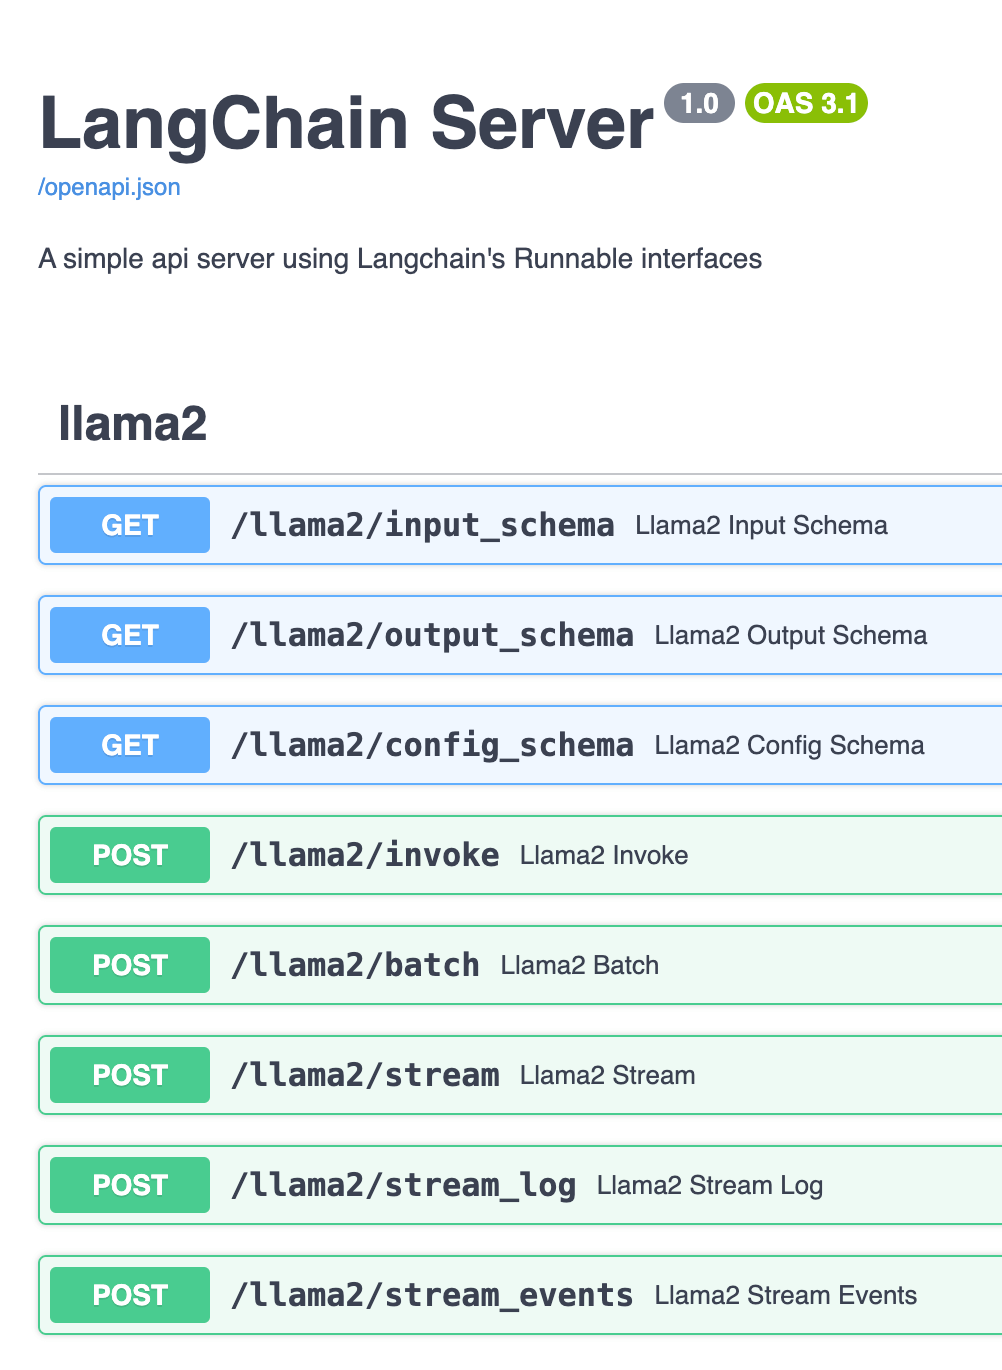 LangChain Server 1.0 OAS 3.1
/openapi.json
A simple api server using Langchain's Runnable interfaces
llama2
GET /llama2/input_schema Llama2 Input Schema
GET /llama2/output_schema Llama2 Output Schema
GET /llama2/config_schema Llama2 Config Schema
POST /llama2/invoke Llama2 Invoke
POST /llama2/batch Llama2 Batch
POST /llama2/stream Llama2 Stream
POST /llama2/stream_log Llama2 Stream Log
POST /llama2/stream_events Llama2 Stream Events